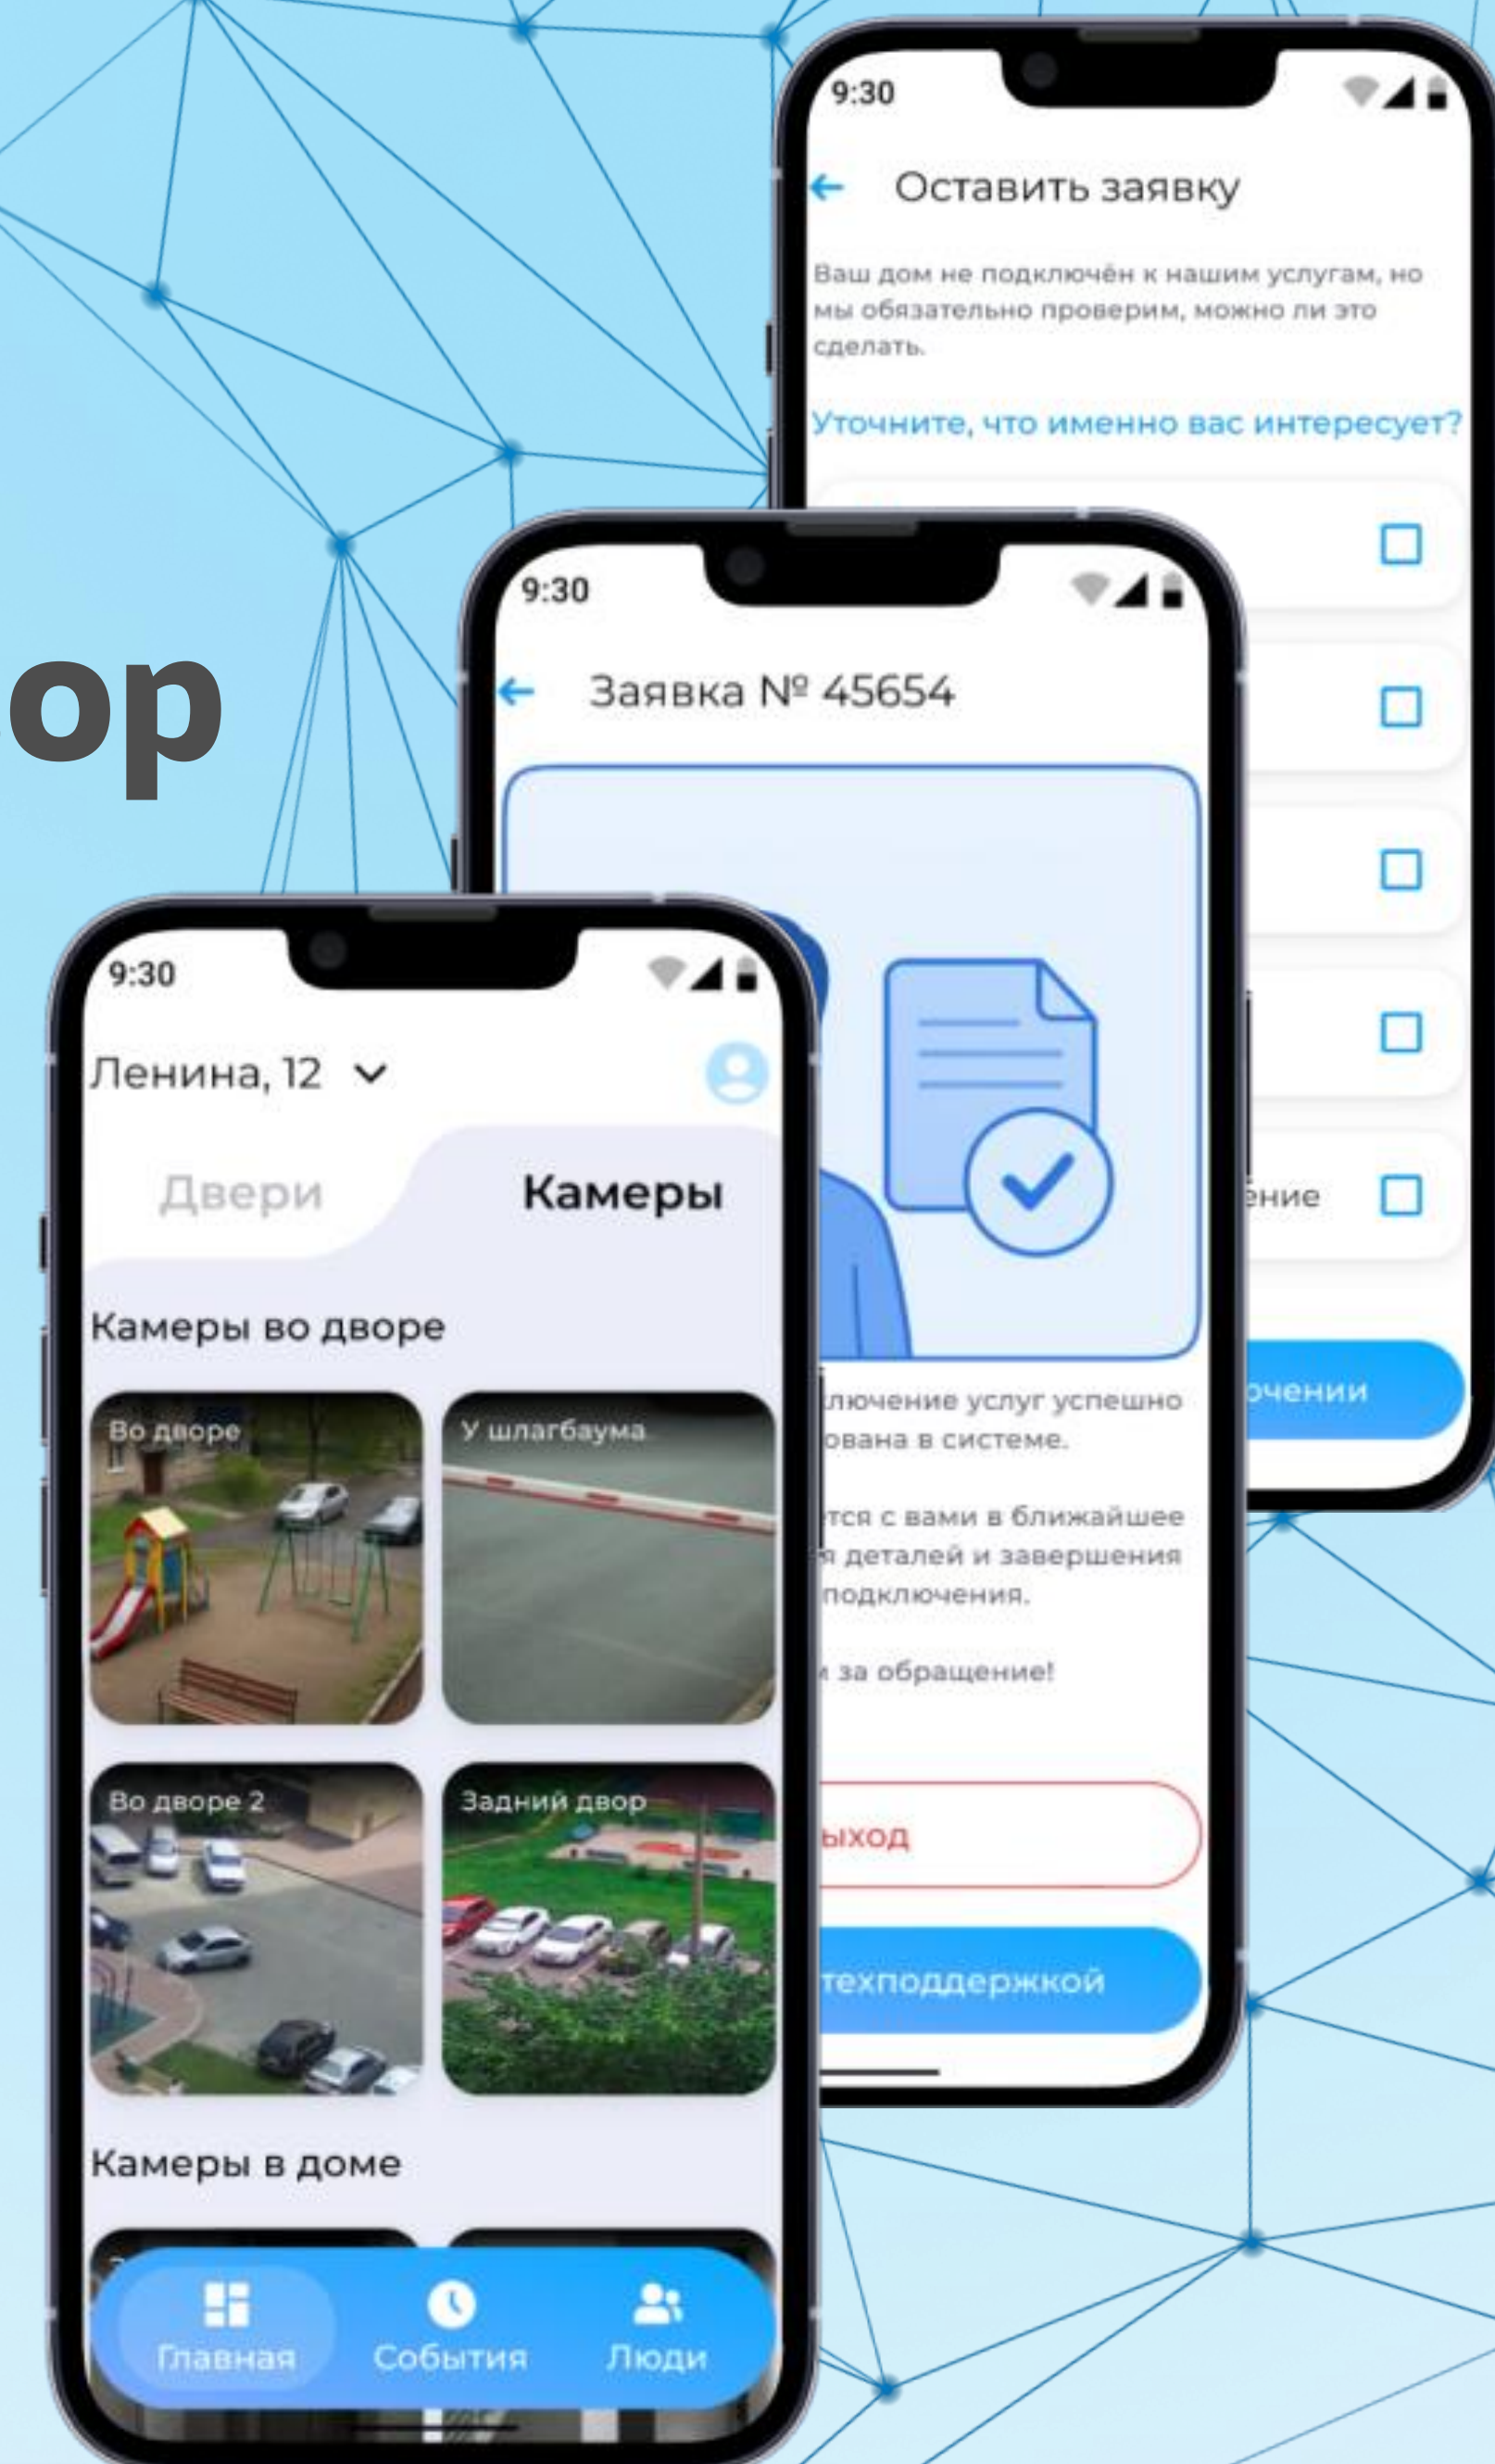 ор
9:30
Оставить заявку
Ваш дом не подключён к нашим услугам, но
мы обязательно проверим, можно ли это
сделать.
Уточните, что именно вас интересует?
ение
очении
9:30
Заявка № 45654
лючение услуг успешно
ована в системе.
тся с вами в ближайшее
я деталей и завершения
подключения.
за обращение!
ыход
техподдержкой
9:30
Ленина, 12
Двери
Камеры
Камеры во дворе
Во дворе
У шлагбаума
Во дворе 2
Задний двор
Камеры в доме
Главная
События
Люди